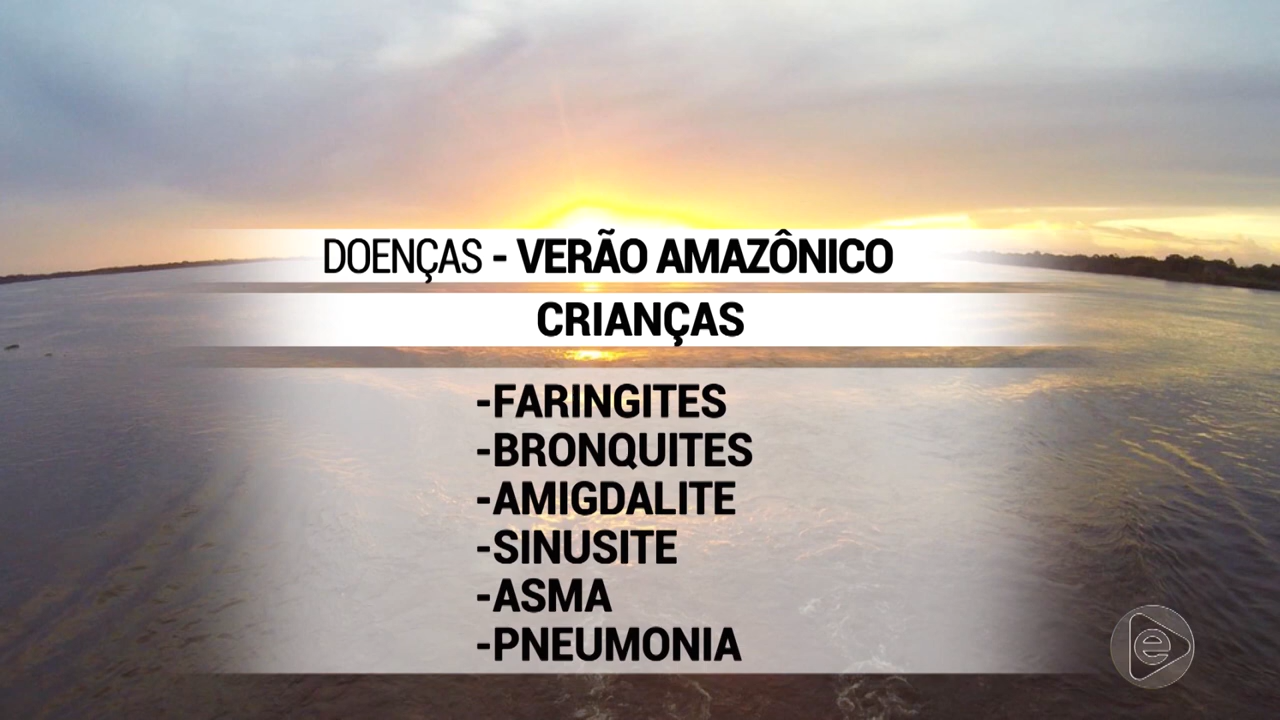 DOENÇAS - VERÃO AMAZÔNICO
CRIANÇAS
-FARINGITES
-BRONQUITES
-AMIGDALITE
-SINUSITE
-ASMA
-PNEUMONIA
e